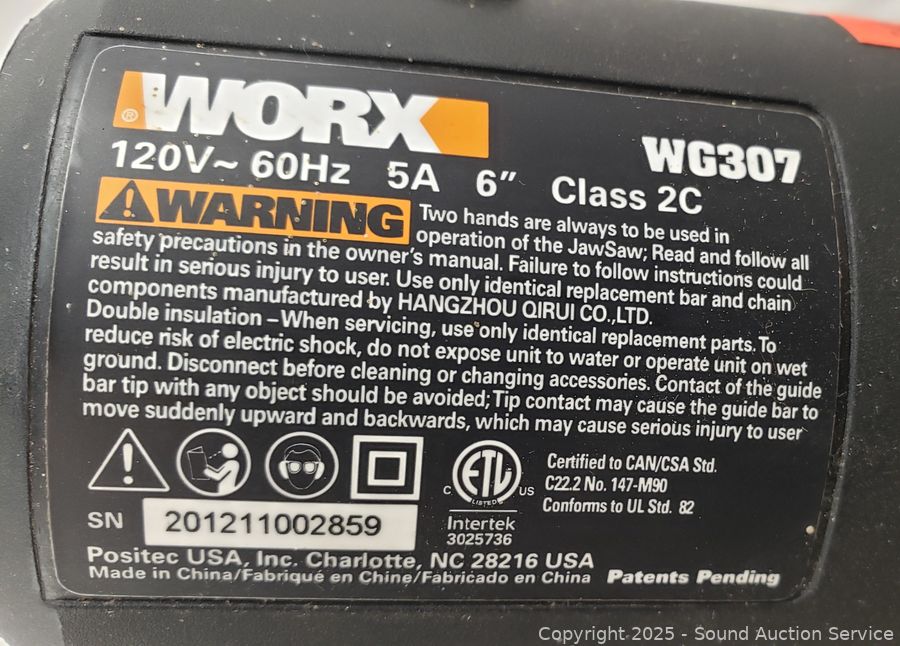 WORX
®
WG307
120V~ 60Hz 5A 6" Class 2C
WARNING Two hands are always to be used in
operation of the JawSaw; Read and follow all
safety precautions in the owner's manual. Failure to follow instructions could
result in serious injury to user. Use only identical replacement bar and chain
components manufactured by HANGZHOU QIRUI CO.,LTD.
Double insulation –When servicing, use only identical replacement parts. To
reduce risk of electric shock, do not expose unit to water or operate unit on wet
ground. Disconnect before cleaning or changing accessories. Contact of the guide
bar tip with any object should be avoided; Tip contact may cause the guide bar to
move suddenly upward and backwards, which may cause serious injury to user
C ETL US
LISTED
Intertek
3025736
Certified to CAN/CSA Std.
C22.2 No. 147-M90
Conforms to UL Std. 82
SN 201211002859
Positec USA, Inc. Charlotte, NC 28216 USA
Made in China/Fabriqué en Chine/Fabricado en China Patents Pending
Copyright 2025 - Sound Auction Service